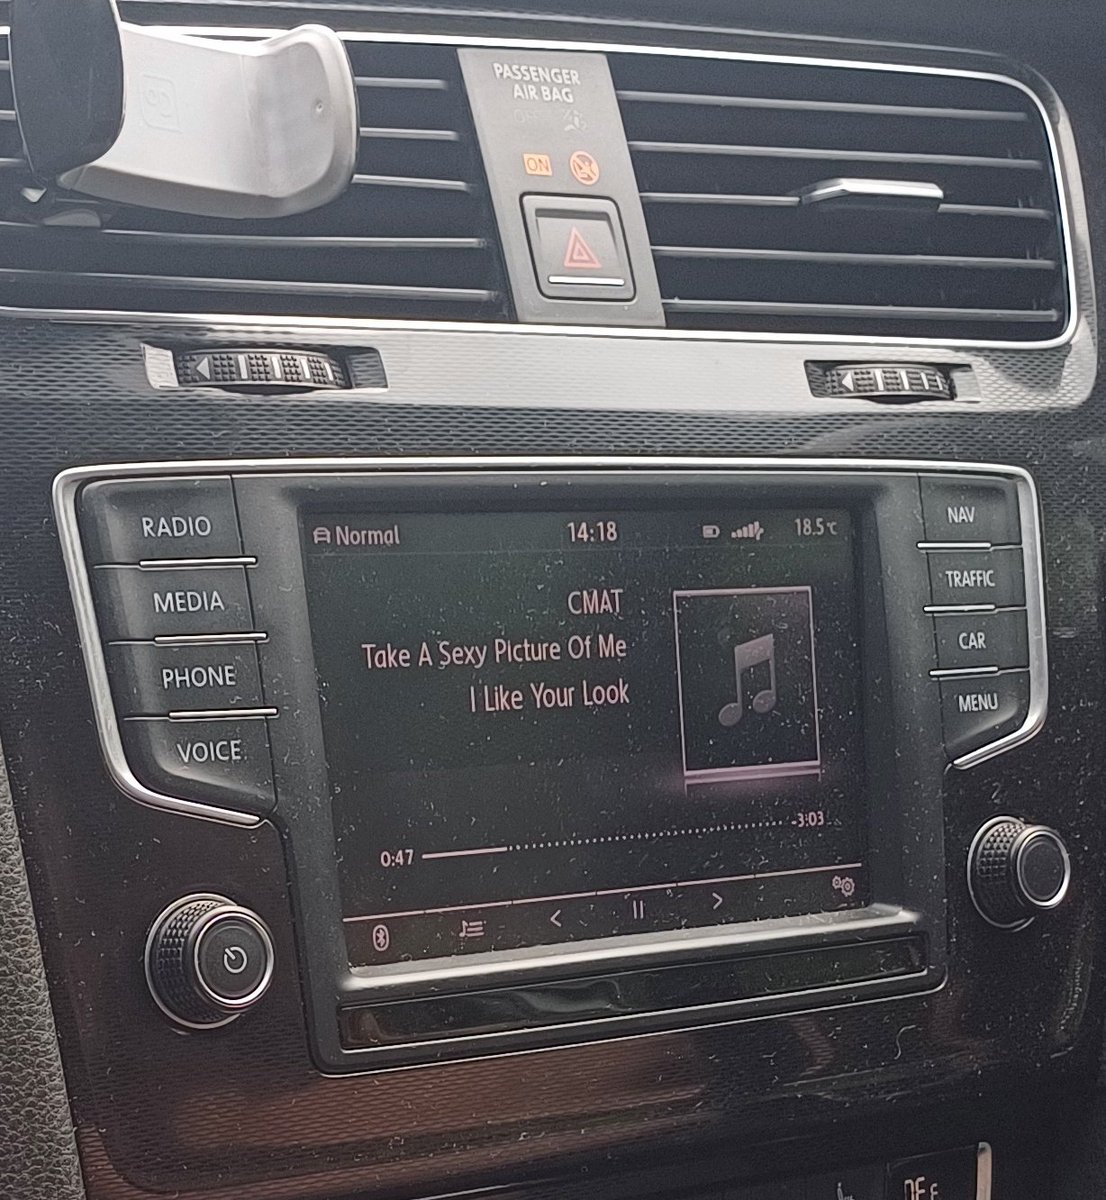 PASSENGER
AIR BAG
OFF
ON
RADIO
MEDIA
PHONE
VOICE
Normal
14:18
18.5°C
CMAT
Take A Sexy Picture Of Me
I Like Your Look
0:47
-3:03
NAV
TRAFFIC
CAR
MENU